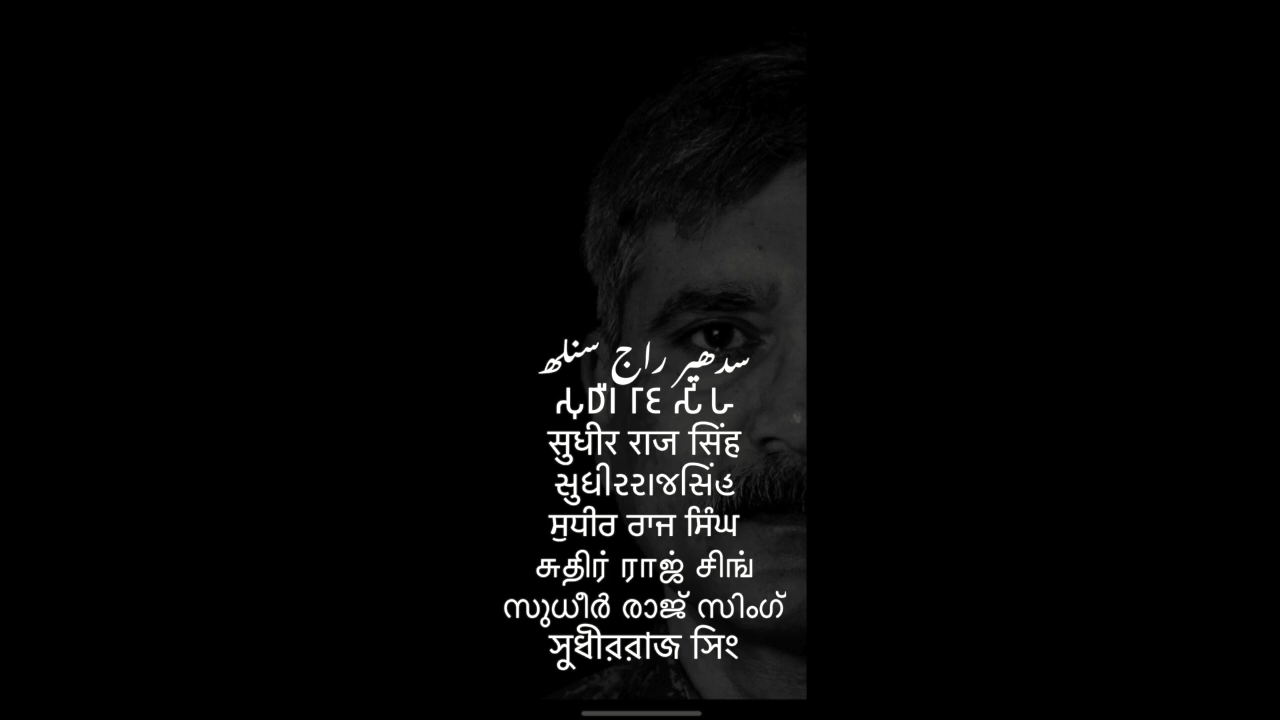 سدھیر راج سنلھ
सुधीर राज सिंह
સુધીરરાજસિંહ
ਸੁਧੀਰ ਰਾਜ ਸਿੰਘ
சுதிர் ராஜ் சிங்
സുധീർ രാജ് സിംഗ്
সুধীররাজ সিং